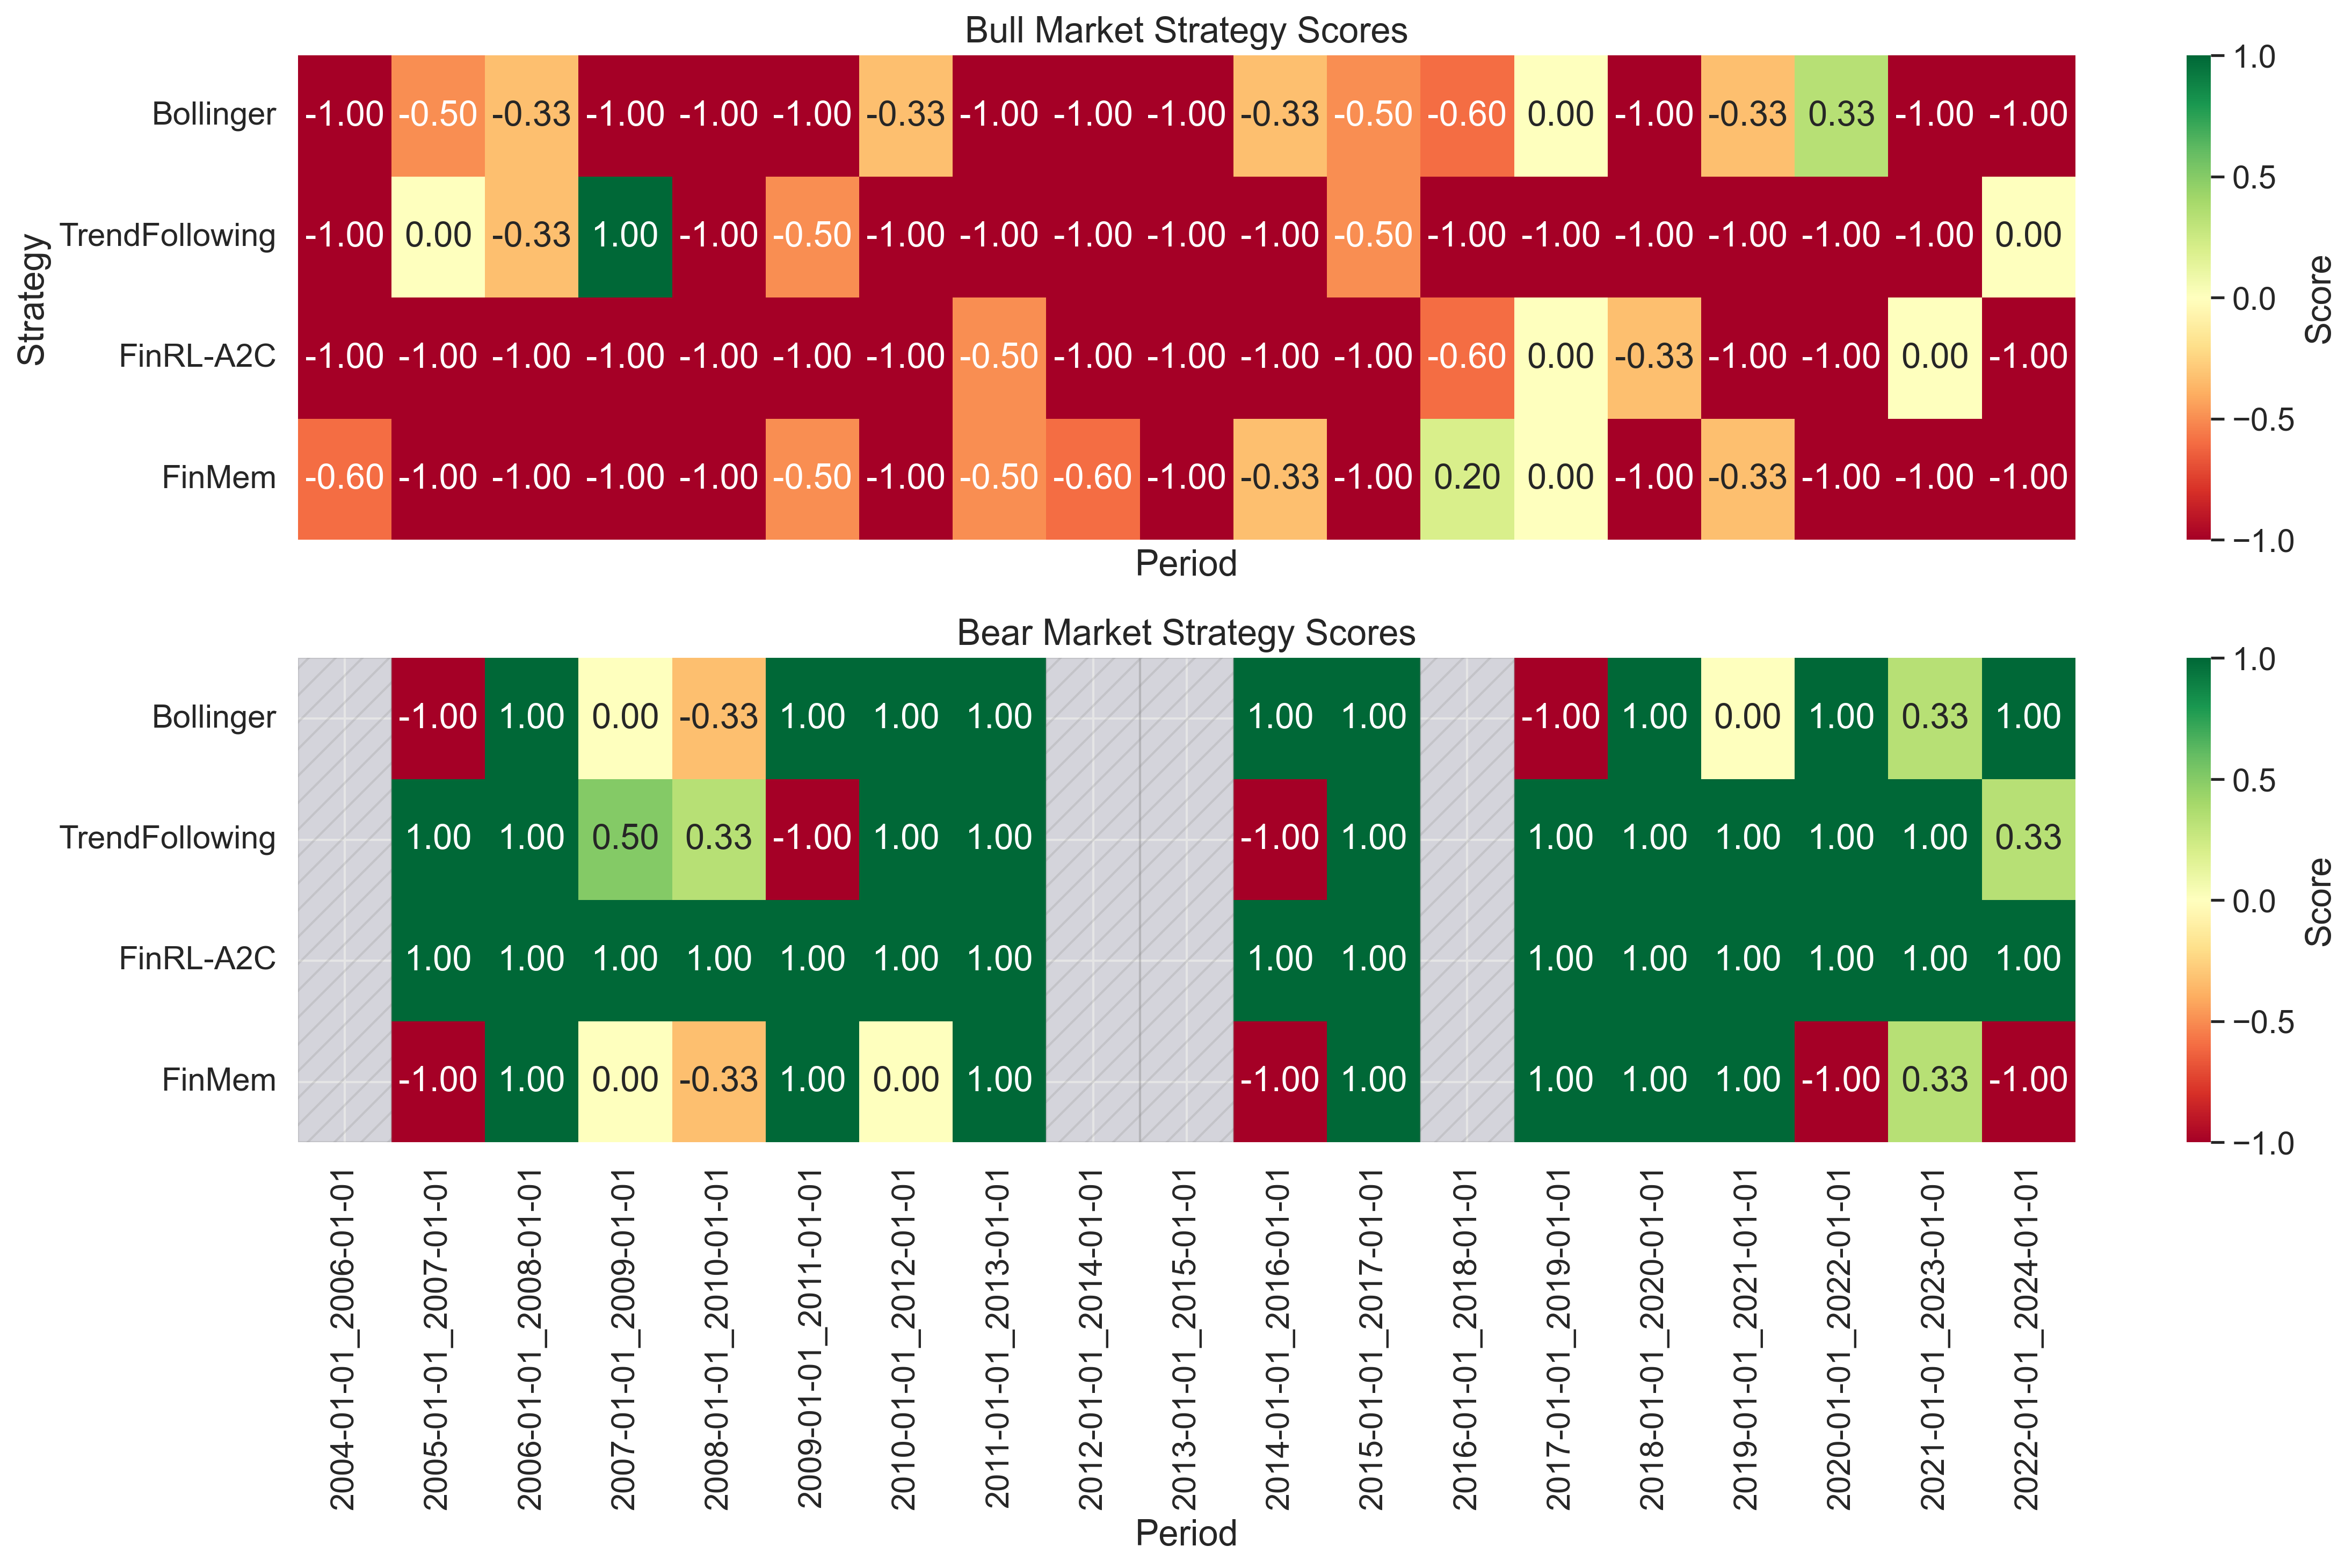 Bull Market Strategy Scores
Strategy
Bollinger -1.00 -0.50 -0.33 -1.00 -1.00 -1.00 -0.33 -1.00 -1.00 -1.00 -0.33 -0.50 -0.60 0.00 -1.00 -0.33 0.33 -1.00 -1.00
TrendFollowing -1.00 0.00 -0.33 1.00 -1.00 -0.50 -1.00 -1.00 -1.00 -1.00 -1.00 -0.50 -1.00 -1.00 -1.00 -1.00 -1.00 -1.00 0.00
FinRL-A2C -1.00 -1.00 -1.00 -1.00 -1.00 -1.00 -1.00 -0.50 -1.00 -1.00 -1.00 -1.00 -0.60 0.00 -0.33 -1.00 -1.00 0.00 -1.00
FinMem -0.60 -1.00 -1.00 -1.00 -1.00 -0.50 -1.00 -0.50 -0.60 -1.00 -0.33 -1.00 0.20 0.00 -1.00 -0.33 -1.00 -1.00 -1.00
Period
1.0
0.5
0.0
−0.5
−1.0
Score
Bear Market Strategy Scores
Bollinger -1.00 1.00 0.00 -0.33 1.00 1.00 1.00 1.00 1.00 -1.00 1.00 0.00 1.00 0.33 1.00
TrendFollowing 1.00 1.00 0.50 0.33 -1.00 1.00 1.00 -1.00 1.00 1.00 1.00 1.00 1.00 1.00 0.33
FinRL-A2C 1.00 1.00 1.00 1.00 1.00 1.00 1.00 1.00 1.00 1.00 1.00 1.00 1.00 1.00 1.00
FinMem -1.00 1.00 0.00 -0.33 1.00 0.00 1.00 -1.00 1.00 1.00 1.00 1.00 -1.00 0.33 -1.00
1.0
0.5
0.0
−0.5
−1.0
Score
2004-01-01_2006-01-01
2005-01-01_2007-01-01
2006-01-01_2008-01-01
2007-01-01_2009-01-01
2008-01-01_2010-01-01
2009-01-01_2011-01-01
2010-01-01_2012-01-01
2011-01-01_2013-01-01
2012-01-01_2014-01-01
2013-01-01_2015-01-01
2014-01-01_2016-01-01
2015-01-01_2017-01-01
2016-01-01_2018-01-01
2017-01-01_2019-01-01
2018-01-01_2020-01-01
2019-01-01_2021-01-01
2020-01-01_2022-01-01
2021-01-01_2023-01-01
2022-01-01_2024-01-01
Period